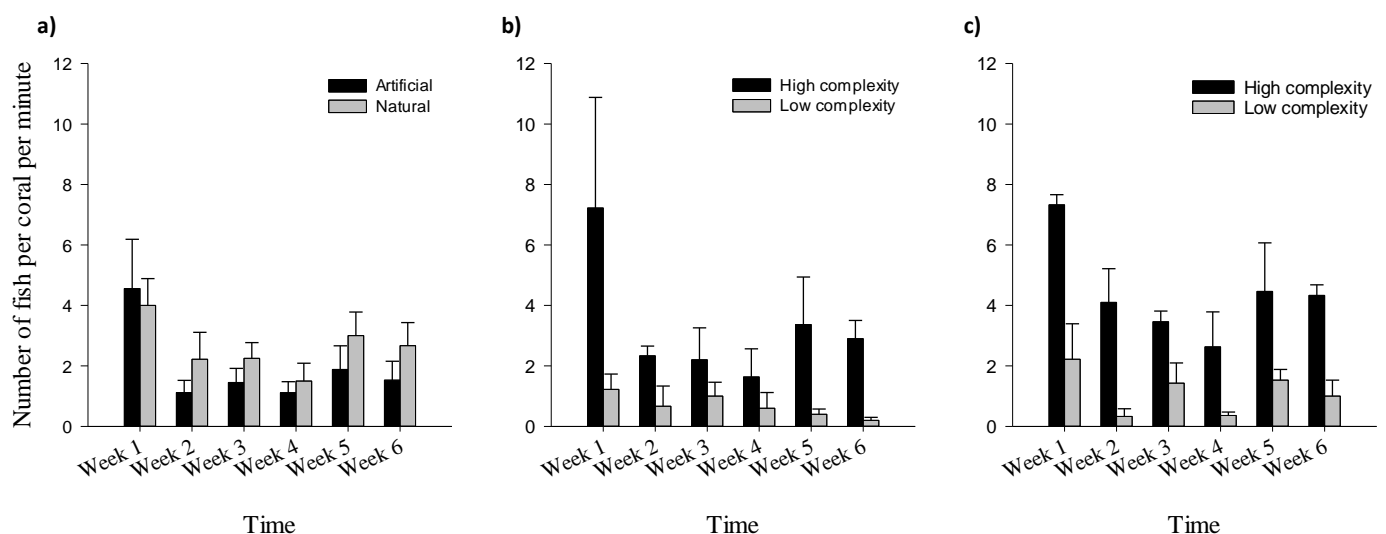 a)
Number of fish per coral per minute
12
10
8
6
4
2
0
Artificial
Natural
Week 1
Week 2
Week 3
Week 4
Week 5
Week 6
Time
b)
12
10
8
6
4
2
0
High complexity
Low complexity
Week 1
Week 2
Week 3
Week 4
Week 5
Week 6
Time
c)
12
10
8
6
4
2
0
High complexity
Low complexity
Week 1
Week 2
Week 3
Week 4
Week 5
Week 6
Time